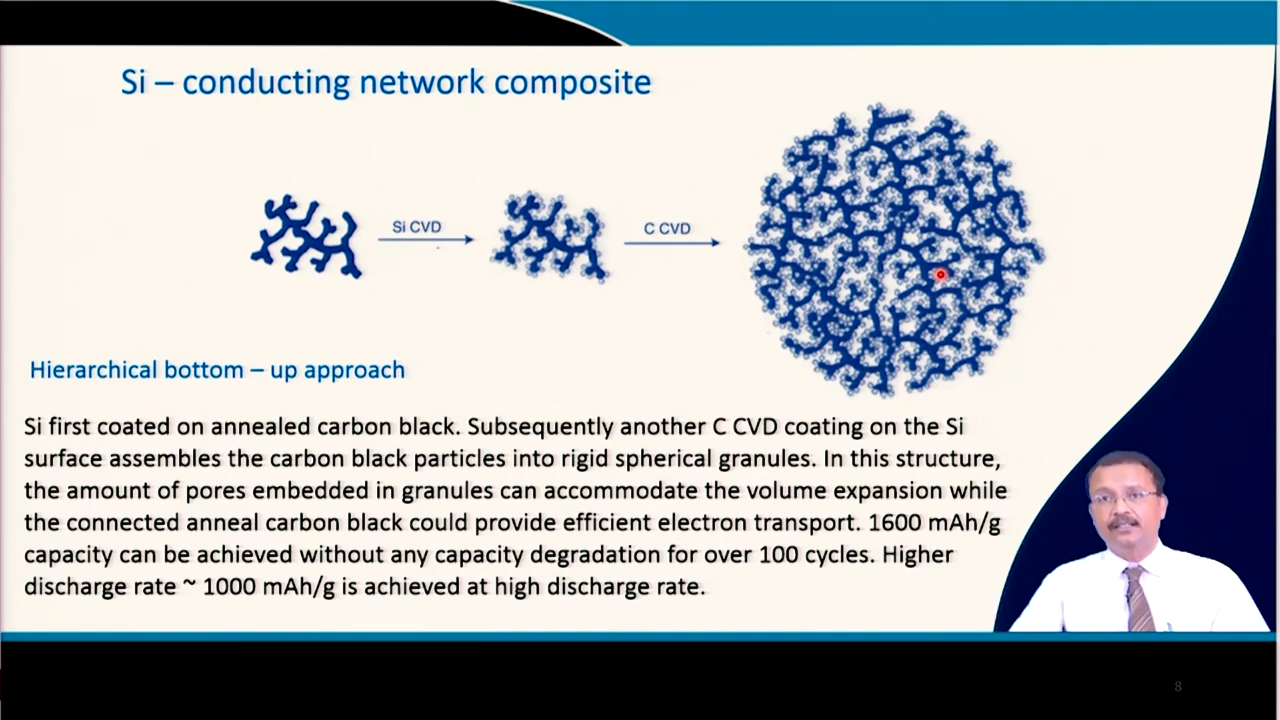 Si – conducting network composite
Si CVD
C CVD
Hierarchical bottom – up approach
Si first coated on annealed carbon black. Subsequently another C CVD coating on the Si
surface assembles the carbon black particles into rigid spherical granules. In this structure,
the amount of pores embedded in granules can accommodate the volume expansion while
the connected anneal carbon black could provide efficient electron transport. 1600 mAh/g
capacity can be achieved without any capacity degradation for over 100 cycles. Higher
discharge rate ~ 1000 mAh/g is achieved at high discharge rate.
8